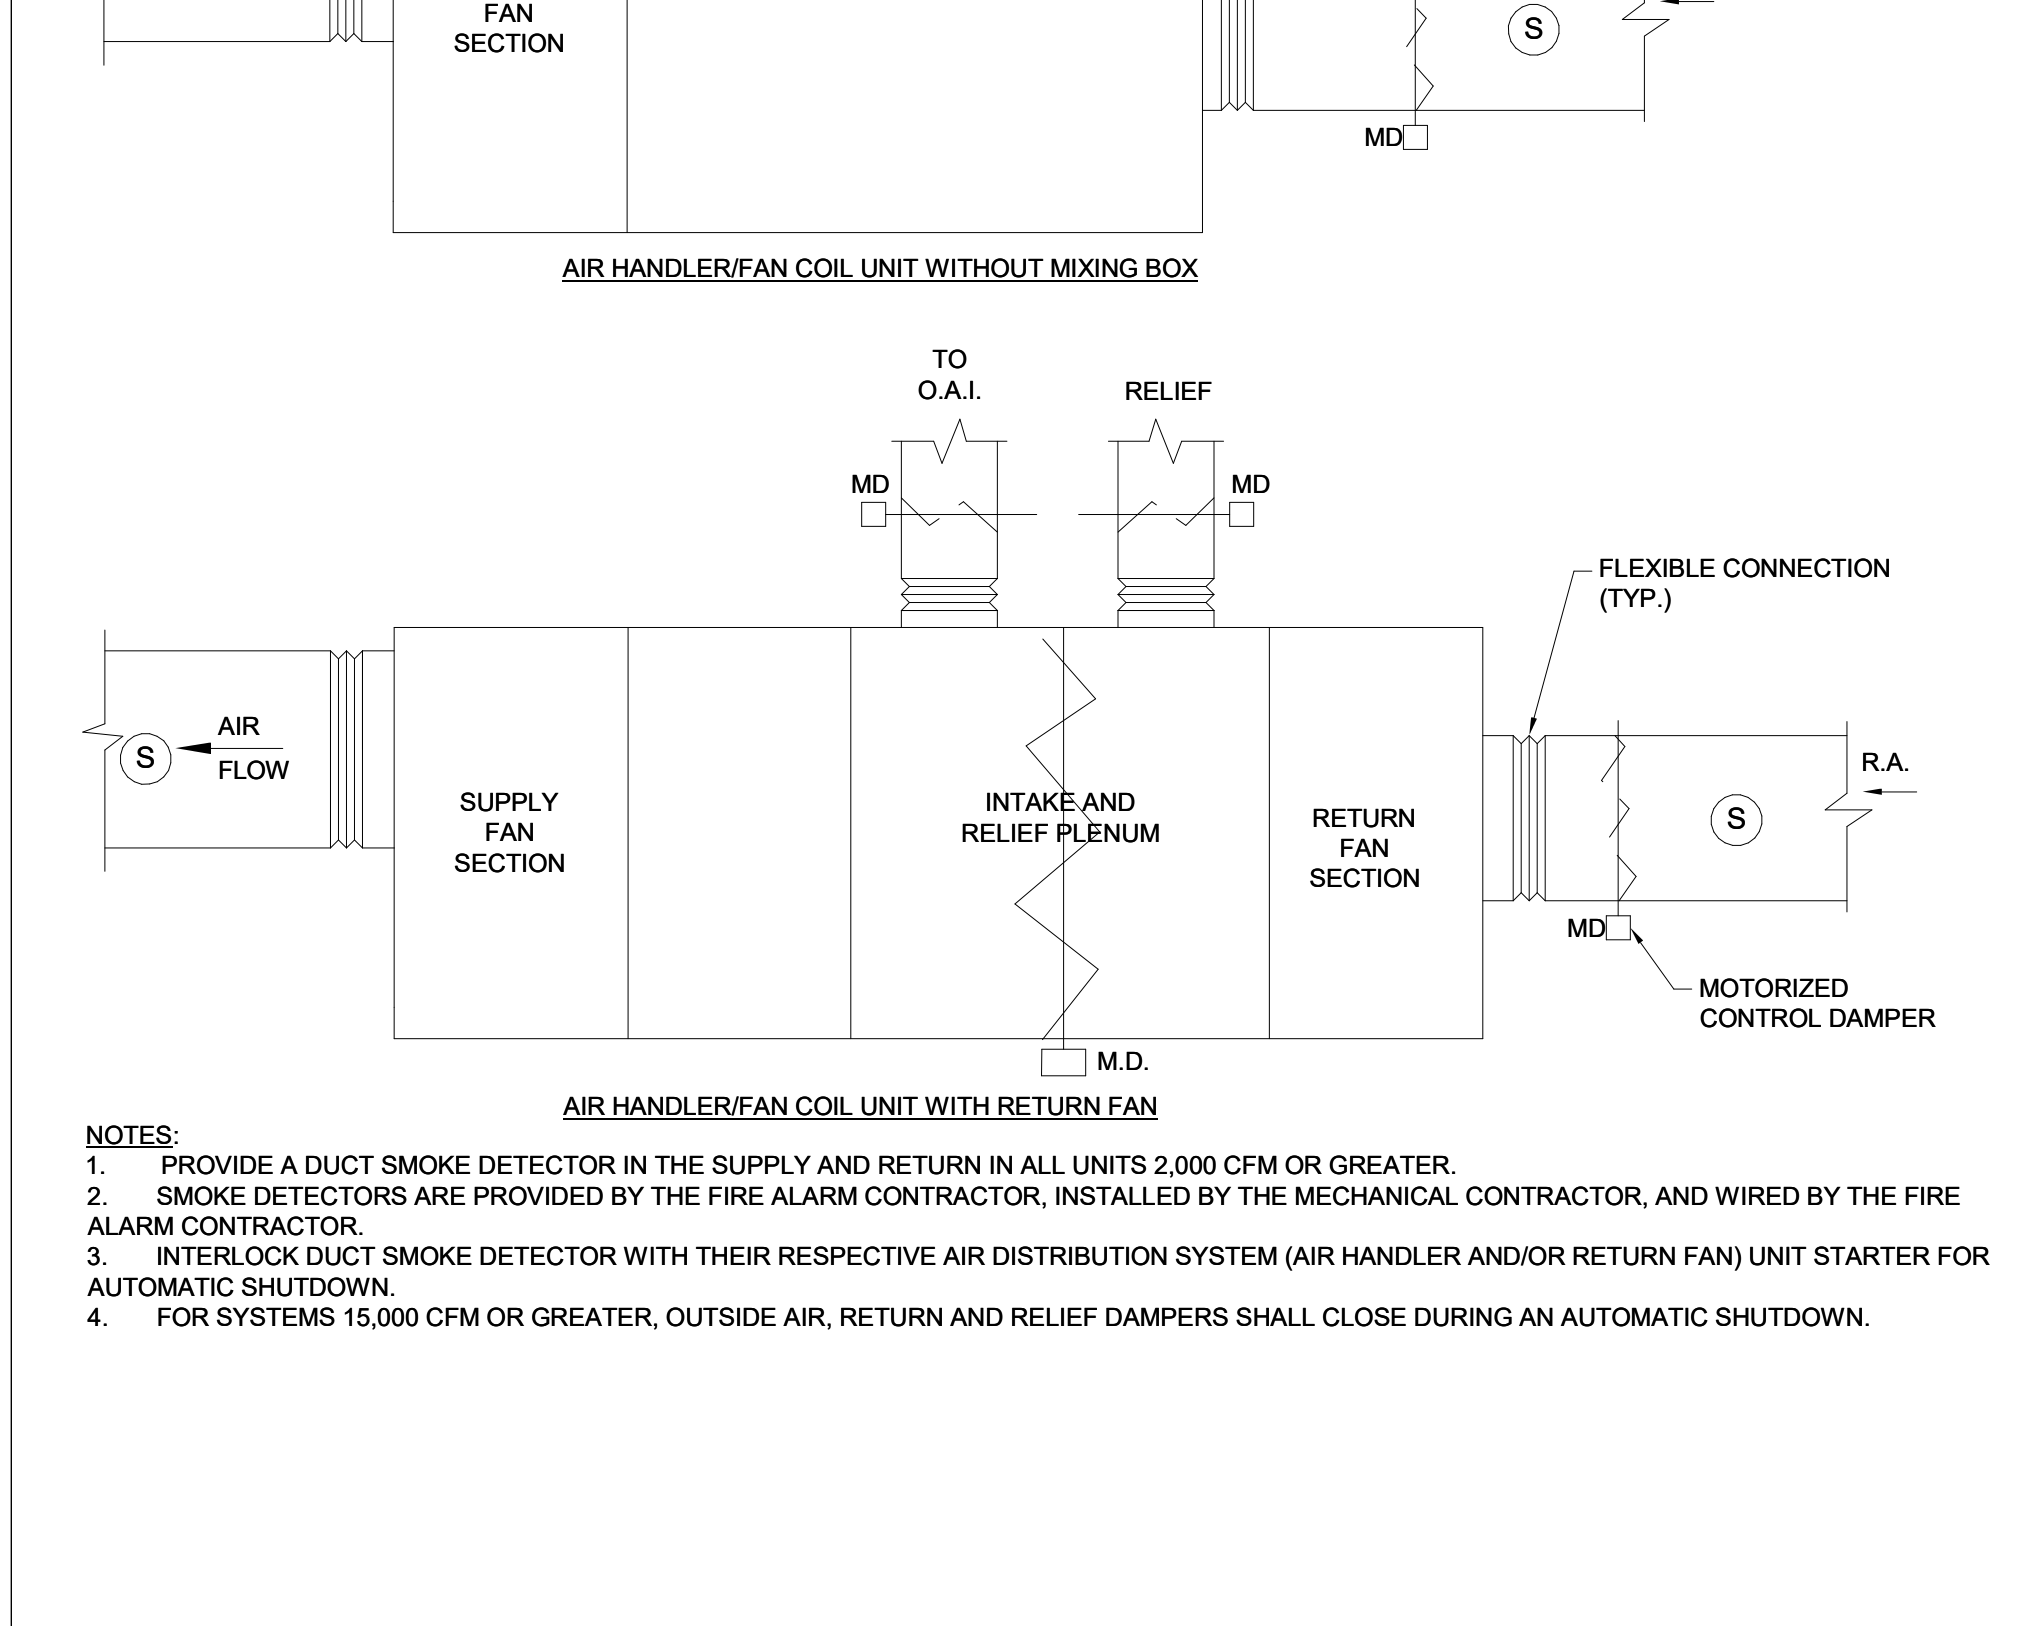 FAN
SECTION
S
MD
AIR HANDLER/FAN COIL UNIT WITHOUT MIXING BOX
TO
O.A.I.
RELIEF
MD
MD
FLEXIBLE CONNECTION
(TYP.)
AIR
FLOW
S
SUPPLY
FAN
SECTION
INTAKE AND
RELIEF PLENUM
RETURN
FAN
SECTION
S
R.A.
MD
MOTORIZED
CONTROL DAMPER
M.D.
AIR HANDLER/FAN COIL UNIT WITH RETURN FAN
NOTES:
1. PROVIDE A DUCT SMOKE DETECTOR IN THE SUPPLY AND RETURN IN ALL UNITS 2,000 CFM OR GREATER.
2. SMOKE DETECTORS ARE PROVIDED BY THE FIRE ALARM CONTRACTOR, INSTALLED BY THE MECHANICAL CONTRACTOR, AND WIRED BY THE FIRE
ALARM CONTRACTOR.
3. INTERLOCK DUCT SMOKE DETECTOR WITH THEIR RESPECTIVE AIR DISTRIBUTION SYSTEM (AIR HANDLER AND/OR RETURN FAN) UNIT STARTER FOR
AUTOMATIC SHUTDOWN.
4. FOR SYSTEMS 15,000 CFM OR GREATER, OUTSIDE AIR, RETURN AND RELIEF DAMPERS SHALL CLOSE DURING AN AUTOMATIC SHUTDOWN.